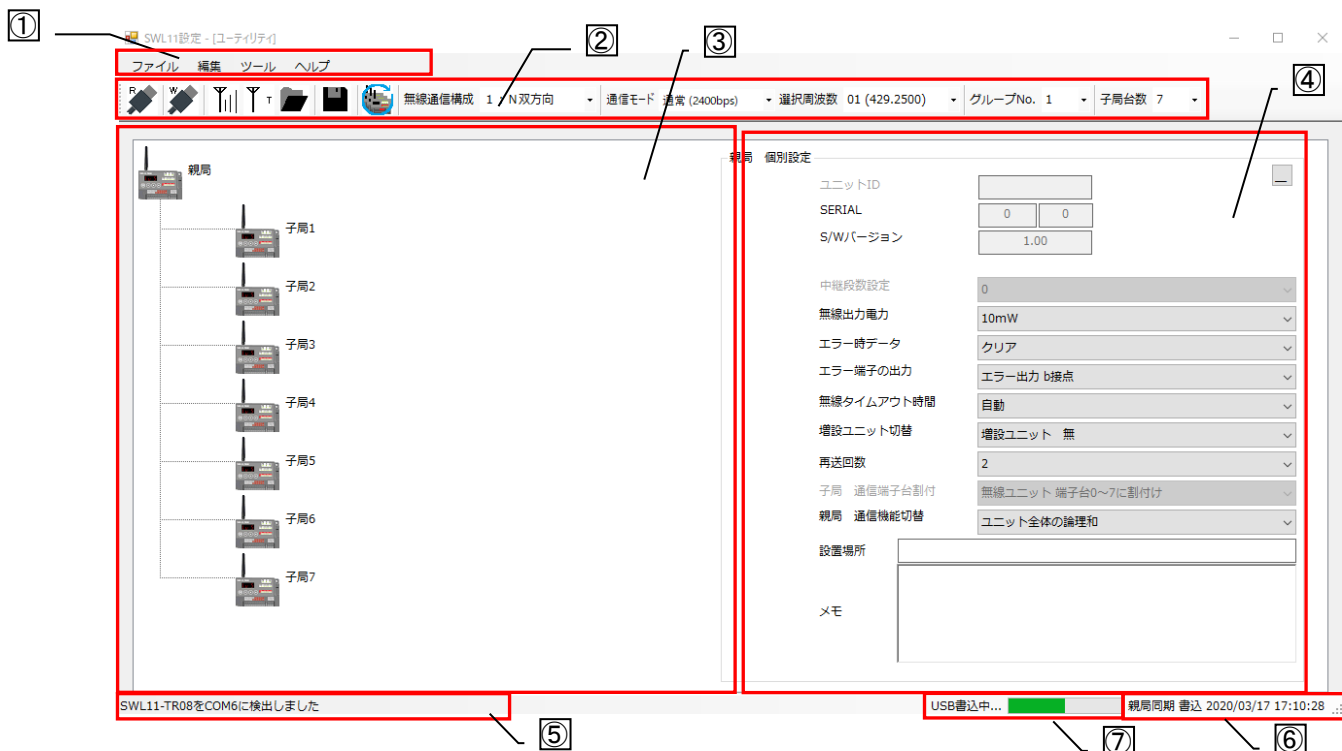 ①
②
③
④
SWL11設定 - [ユーティリティ]
ファイル 編集 ツール ヘルプ
R W T 無線通信構成 1 : N 双方向 通信モード 通常 (2400bps) 選択周波数 01 (429.2500) グループNo. 1 子局台数 7
親局
子局1
子局2
子局3
子局4
子局5
子局6
子局7
親局 個別設定
ユニットID
SERIAL 0 0
S/Wバージョン 1.00
中継段数設定 0
無線出力電力 10mW
エラー時データ クリア
エラー端子の出力 エラー出力 b接点
無線タイムアウト時間 自動
増設ユニット切替 増設ユニット 無
再送回数 2
子局 通信端子台割付 無線ユニット 端子台0～7に割付け
親局 通信機能切替 ユニット全体の論理和
設置場所
メモ
SWL11-TR08をCOM6に検出しました USB書込中... 親局同期 書込 2020/03/17 17:10:28
⑤
⑦
⑥